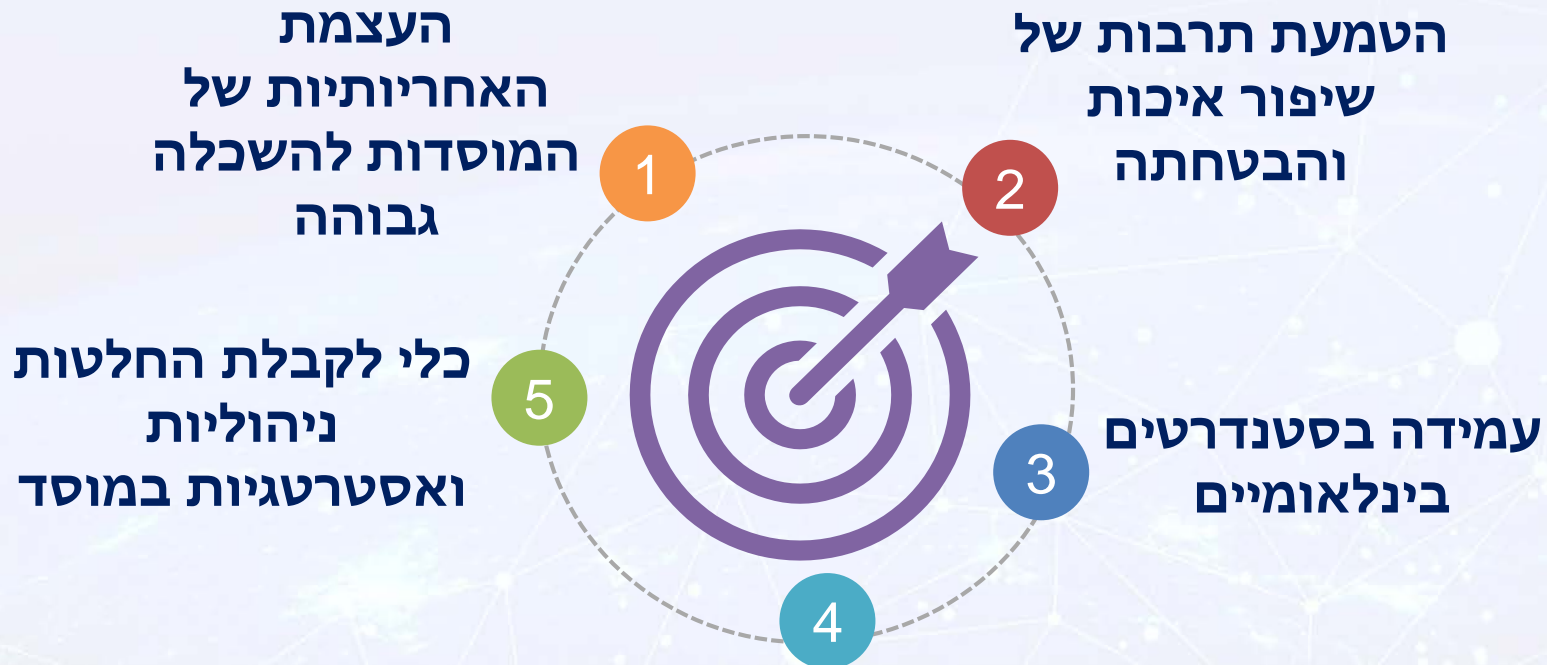 העצמת
האחריותיות של
המוסדות להשכלה
גבוהה
1
הטמעת תרבות של
שיפור איכות
והבטחתה
2
עמידה בסטנדרטים
בינלאומיים
3
4
כלי לקבלת החלטות
ניהוליות
ואסטרטגיות במוסד
5